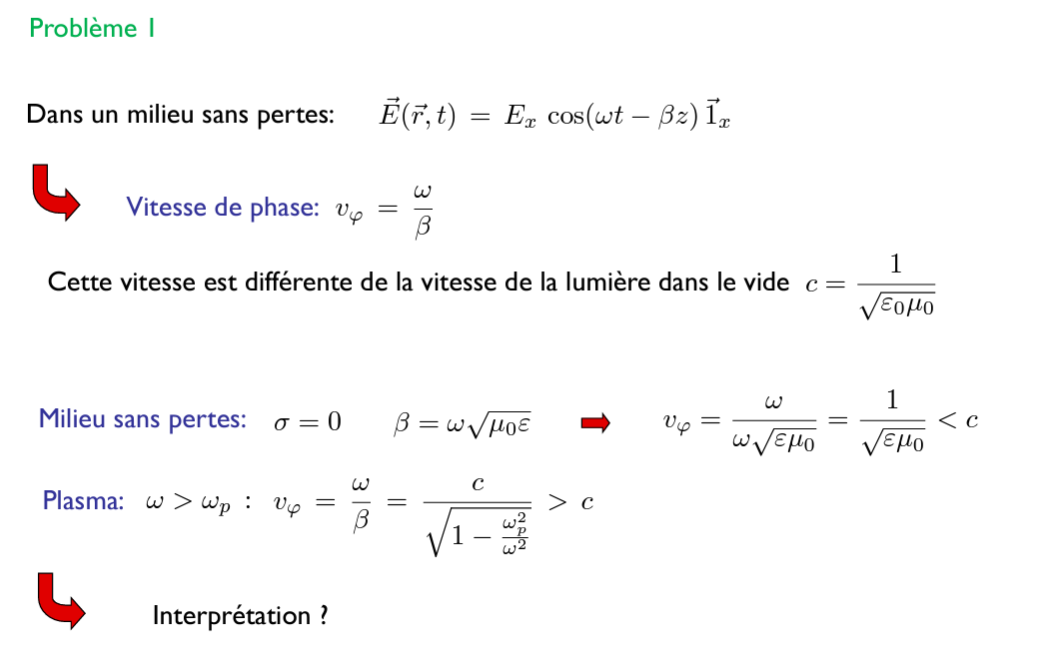 Problème 1
Dans un milieu sans pertes: $\vec{E}(\vec{r}, t) = E_x \cos(\omega t - \beta z) \vec{1}_x$
Vitesse de phase: $v_\varphi = \frac{\omega}{\beta}$
Cette vitesse est différente de la vitesse de la lumière dans le vide $c = \frac{1}{\sqrt{\varepsilon_0 \mu_0}}$
Milieu sans pertes: $\sigma = 0$ $\beta = \omega\sqrt{\mu_0 \varepsilon}$ $v_\varphi = \frac{\omega}{\omega\sqrt{\varepsilon\mu_0}} = \frac{1}{\sqrt{\varepsilon\mu_0}} < c$
Plasma: $\omega > \omega_p :$ $v_\varphi = \frac{\omega}{\beta} = \frac{c}{\sqrt{1 - \frac{\omega_p^2}{\omega^2}}} > c$
Interprétation ?